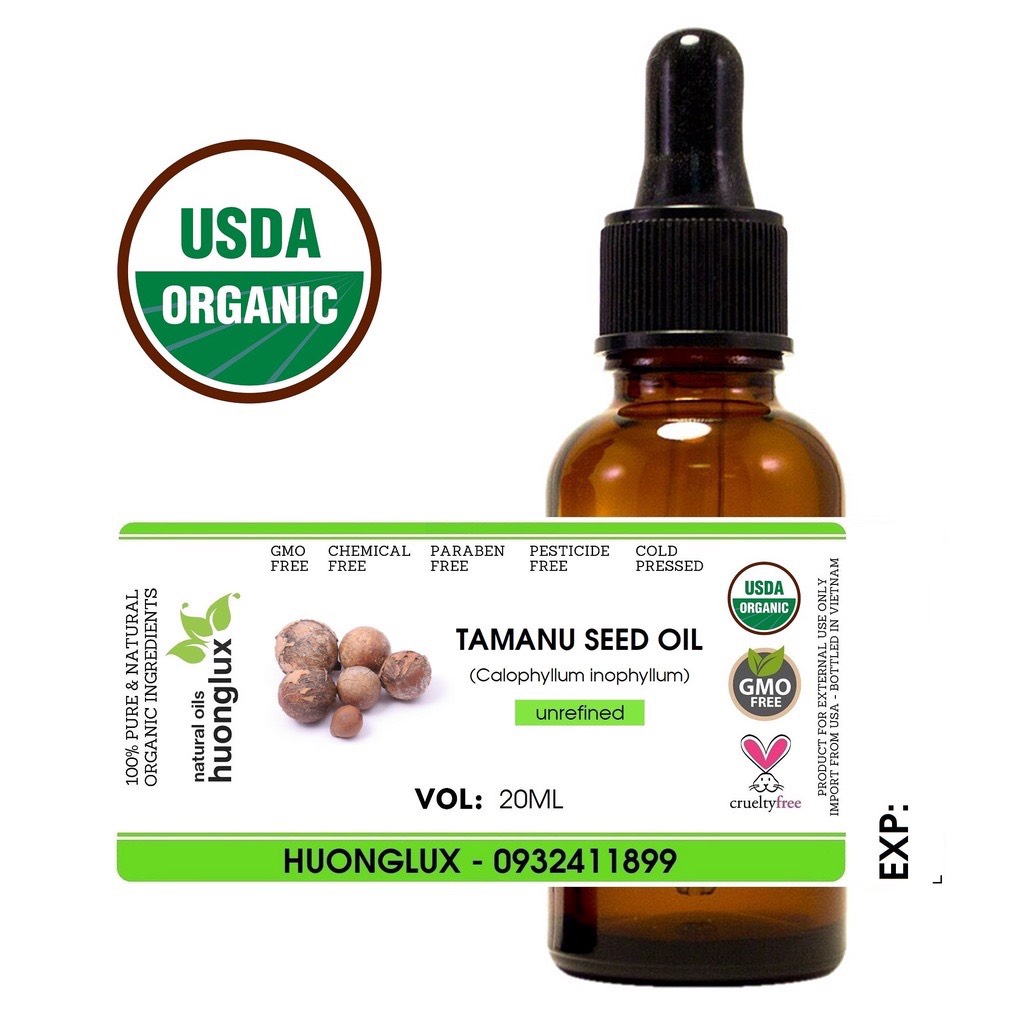 USDA
ORGANIC
GMO
FREE
CHEMICAL
FREE
PARABEN
FREE
PESTICIDE
FREE
COLD
PRESSED
100% PURE & NATURAL
ORGANIC INGREDIENTS
natural oils
huonglux
TAMANU SEED OIL
(Calophyllum inophyllum)
unrefined
VOL: 20ML
USDA
ORGANIC
GMO
FREE
crueltyfree
PRODUCT FOR EXTERNAL USE ONLY
IMPORT FROM USA - BOTTLED IN VIETNAM
HUONGLUX - 0932411899
EXP: